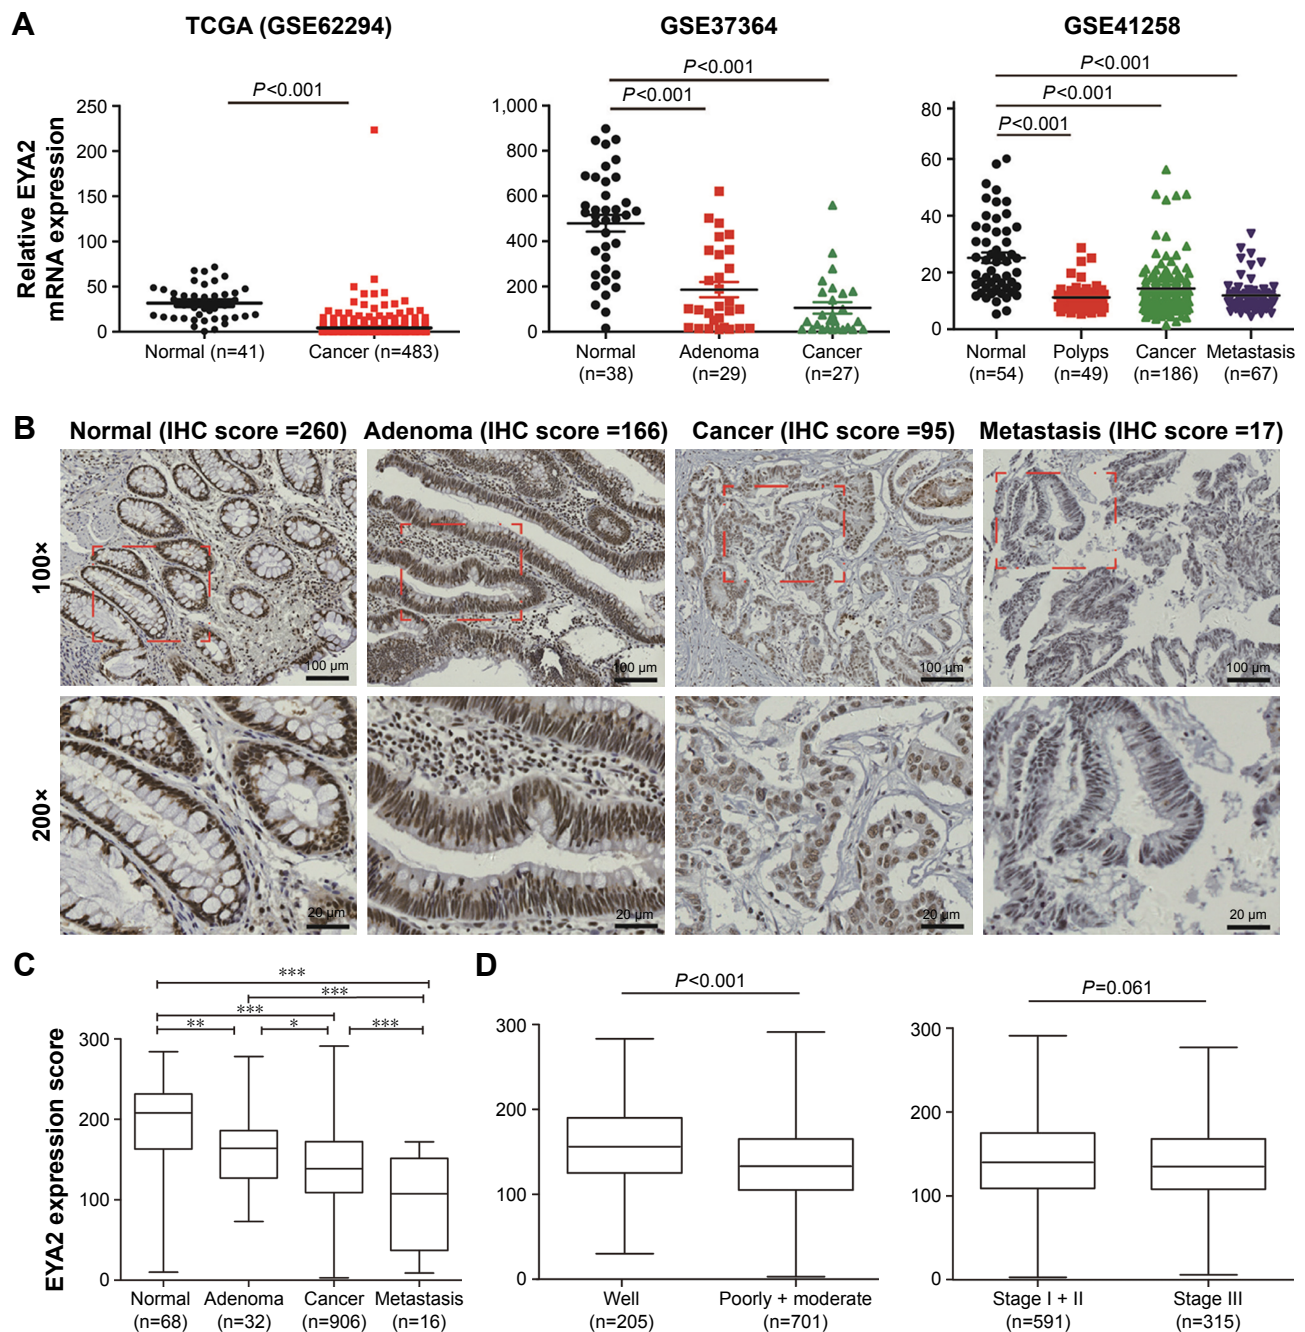 A
TCGA (GSE62294)
GSE37364
GSE41258
Relative EYA2
mRNA expression
P<0.001
250
200
150
100
50
0
Normal (n=41)
Cancer (n=483)
P<0.001
P<0.001
1,000
800
600
400
200
0
Normal
(n=38)
Adenoma
(n=29)
Cancer
(n=27)
P<0.001
P<0.001
P<0.001
80
60
40
20
0
Normal
(n=54)
Polyps
(n=49)
Cancer
(n=186)
Metastasis
(n=67)
B
Normal (IHC score =260)
Adenoma (IHC score =166)
Cancer (IHC score =95)
Metastasis (IHC score =17)
100×
100 µm
100 µm
100 µm
100 µm
200×
20 µm
20 µm
20 µm
20 µm
C
EYA2 expression score
***
***
***
**
*
***
300
200
100
0
Normal
(n=68)
Adenoma
(n=32)
Cancer
(n=906)
Metastasis
(n=16)
D
P<0.001
300
200
100
0
Well
(n=205)
Poorly + moderate
(n=701)
P=0.061
300
200
100
0
Stage I + II
(n=591)
Stage III
(n=315)